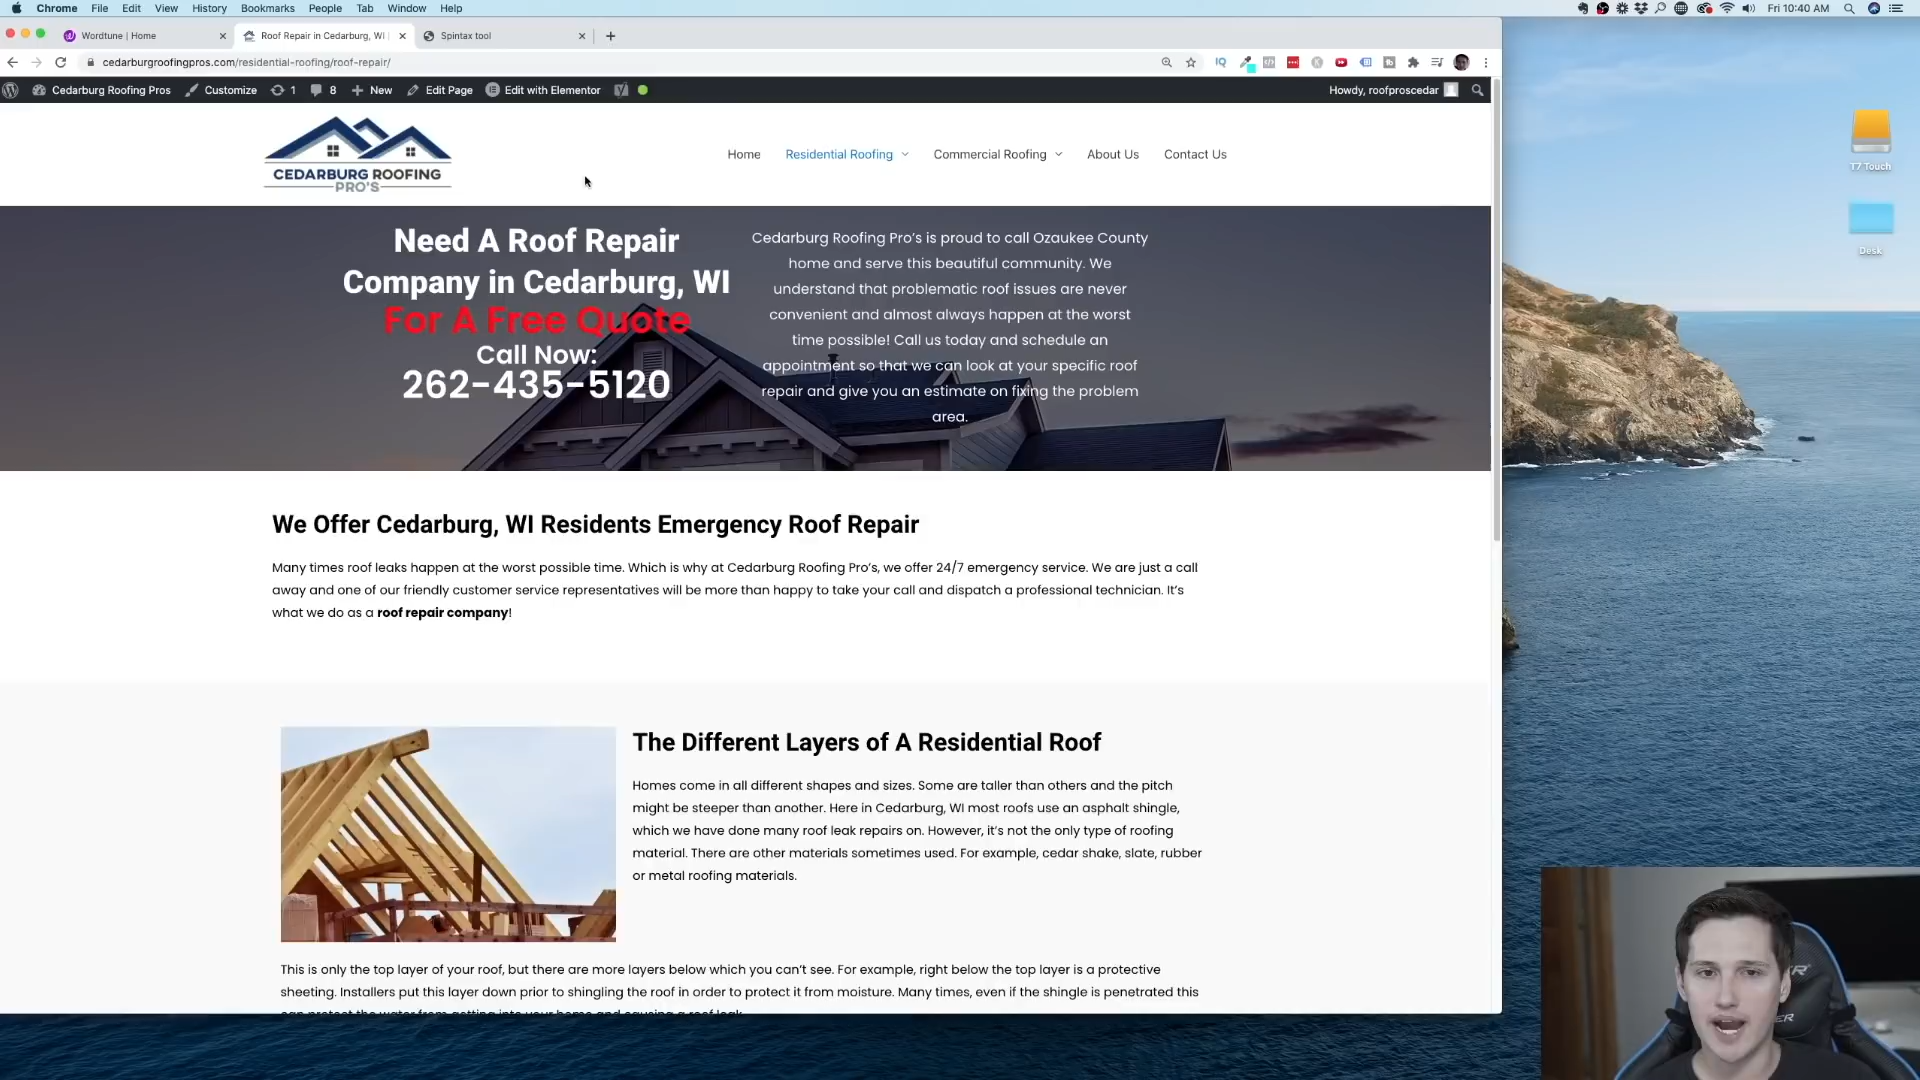 Chrome File Edit View History Bookmarks People Tab Window Help
Fri 10:40 AM
Wordtune | Home
Roof Repair in Cedarburg, WI |
Spintax tool
cedarburgroofingpros.com/residential-roofing/roof-repair/
IQ
Cedarburg Roofing Pros Customize 1 8 New Edit Page Edit with Elementor
Howdy, roofproscedar
CEDARBURG ROOFING
PRO'S
Home Residential Roofing Commercial Roofing About Us Contact Us
Need A Roof Repair
Company in Cedarburg, WI
For A Free Quote
Call Now:
262-435-5120
Cedarburg Roofing Pro's is proud to call Ozaukee County
home and serve this beautiful community. We
understand that problematic roof issues are never
convenient and almost always happen at the worst
time possible! Call us today and schedule an
appointment so that we can look at your specific roof
repair and give you an estimate on fixing the problem
area.
We Offer Cedarburg, WI Residents Emergency Roof Repair
Many times roof leaks happen at the worst possible time. Which is why at Cedarburg Roofing Pro's, we offer 24/7 emergency service. We are just a call
away and one of our friendly customer service representatives will be more than happy to take your call and dispatch a professional technician. It's
what we do as a roof repair company!
The Different Layers of A Residential Roof
Homes come in all different shapes and sizes. Some are taller than others and the pitch
might be steeper than another. Here in Cedarburg, WI most roofs use an asphalt shingle,
which we have done many roof leak repairs on. However, it's not the only type of roofing
material. There are other materials sometimes used. For example, cedar shake, slate, rubber
or metal roofing materials.
This is only the top layer of your roof, but there are more layers below which you can't see. For example, right below the top layer is a protective
sheeting. Installers put this layer down prior to shingling the roof in order to protect it from moisture. Many times, even if the shingle is penetrated this
can protect the water from getting into your home and causing a roof leak.
T7 Touch
Desk